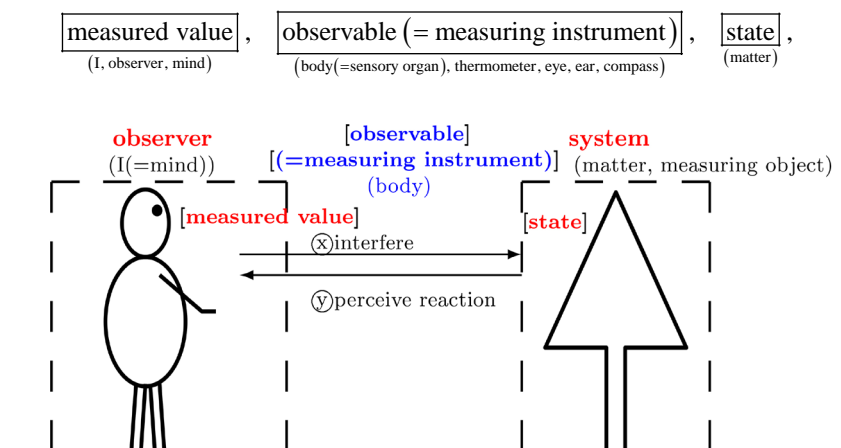 measured value , observable (= measuring instrument) , state ,
(I, observer, mind) (body(=sensory organ), thermometer, eye, ear, compass) (matter)
observer [observable] system
(I(=mind)) [(=measuring instrument)] (matter, measuring object)
(body)
[measured value] [state]
ⓧinterfere
ⓨperceive reaction